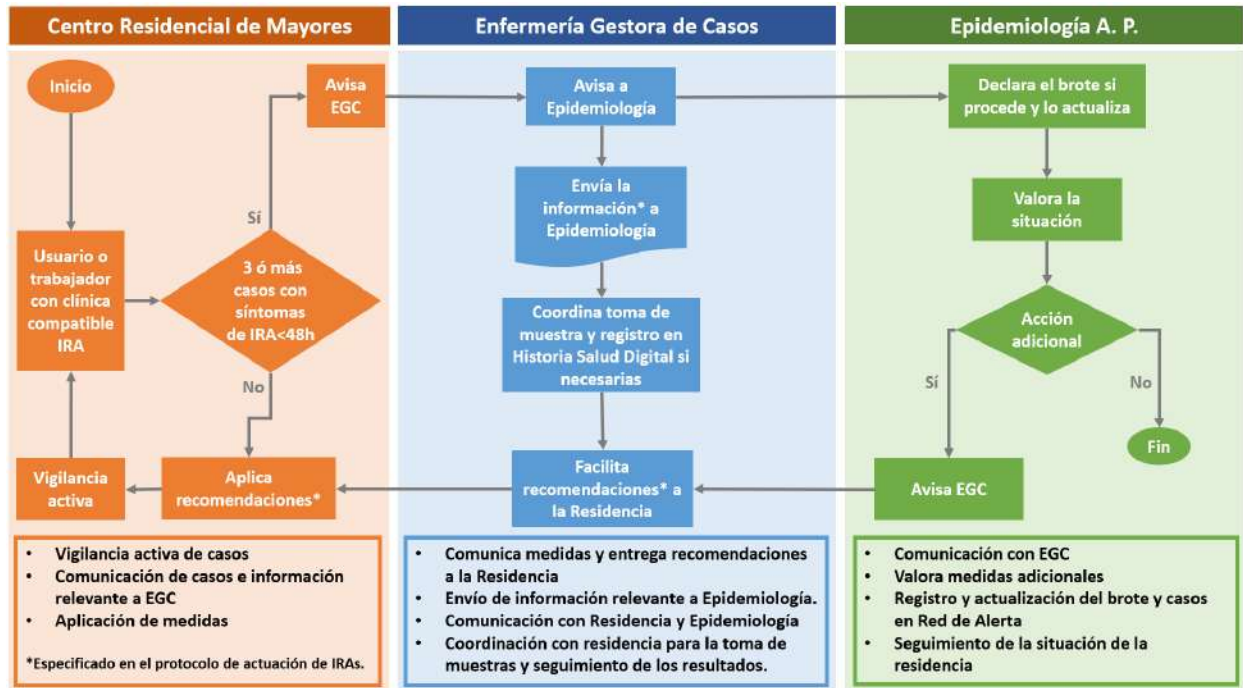 Centro Residencial de Mayores
Inicio
Avisa
EGC
Sí
Usuario o
trabajador
con clínica
compatible
IRA
3 ó más
casos con
síntomas
de IRA<48h
No
Vigilancia
activa
Aplica
recomendaciones*
• Vigilancia activa de casos
• Comunicación de casos e información
relevante a EGC
• Aplicación de medidas
*Especificado en el protocolo de actuación de IRAs.
Enfermería Gestora de Casos
Avisa a
Epidemiología
Envía la
información* a
Epidemiología
Coordina toma de
muestra y registro en
Historia Salud Digital si
necesarias
Facilita
recomendaciones* a
la Residencia
• Comunica medidas y entrega recomendaciones
a la Residencia
• Envío de información relevante a Epidemiología.
• Comunicación con Residencia y Epidemiología
• Coordinación con residencia para la toma de
muestras y seguimiento de los resultados.
Epidemiología A. P.
Declara el brote si
procede y lo actualiza
Valora la
situación
Acción
adicional
Sí
No
Fin
Avisa EGC
• Comunicación con EGC
• Valora medidas adicionales
• Registro y actualización del brote y casos
en Red de Alerta
• Seguimiento de la situación de la
residencia